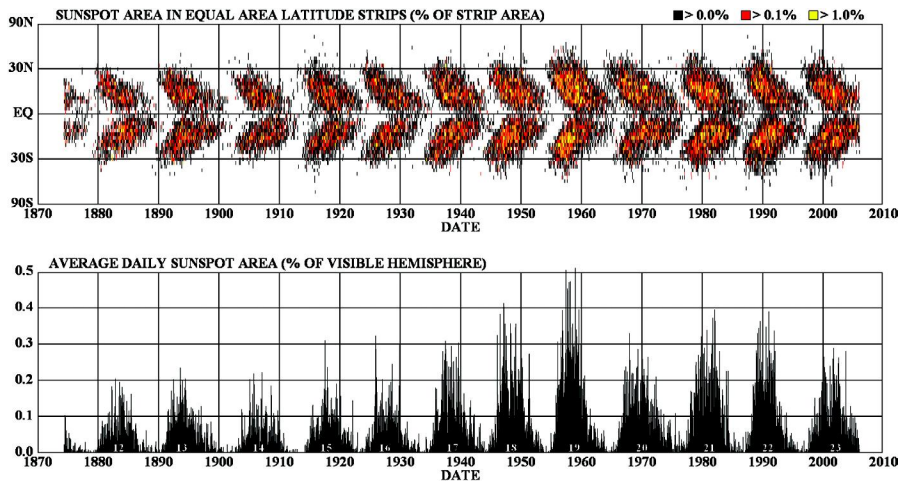 SUNSPOT AREA IN EQUAL AREA LATITUDE STRIPS (% OF STRIP AREA) > 0.0% > 0.1% > 1.0%
90N
30N
EQ
30S
90S
1870 1880 1890 1900 1910 1920 1930 1940 1950 1960 1970 1980 1990 2000 2010
DATE
AVERAGE DAILY SUNSPOT AREA (% OF VISIBLE HEMISPHERE)
0.5
0.4
0.3
0.2
0.1
0.0
12 13 14 15 16 17 18 19 20 21 22 23
1870 1880 1890 1900 1910 1920 1930 1940 1950 1960 1970 1980 1990 2000 2010
DATE